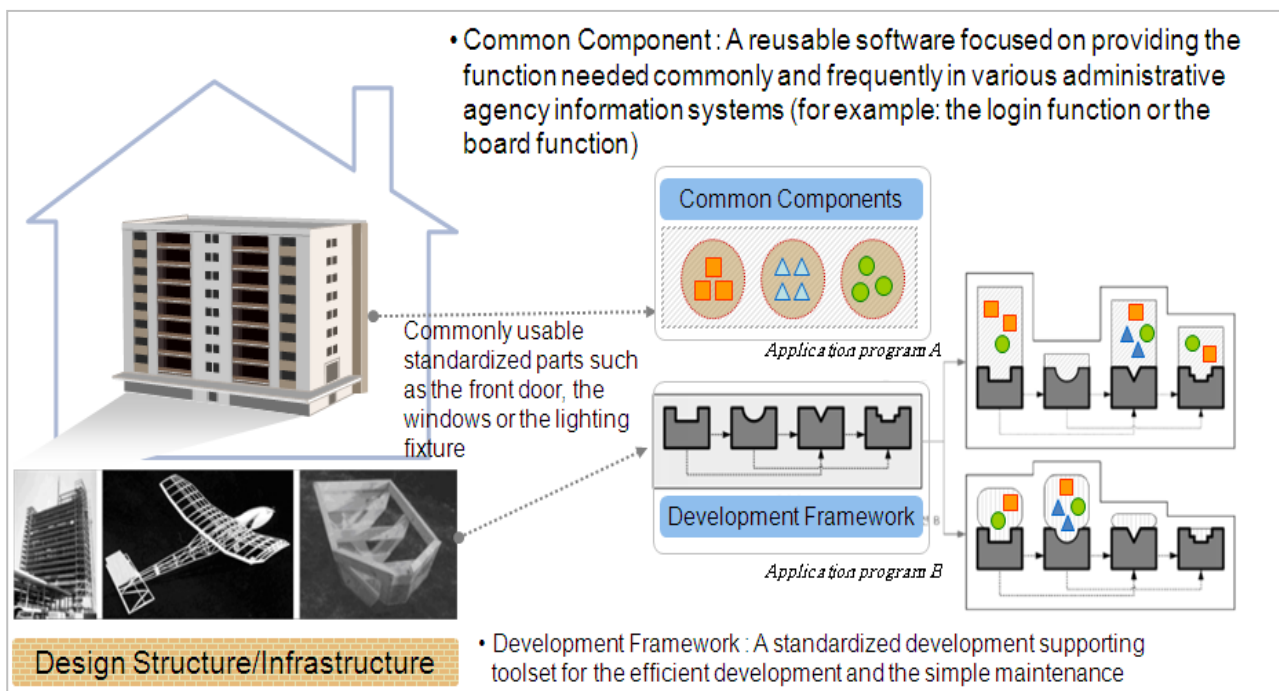 • Common Component : A reusable software focused on providing the
function needed commonly and frequently in various administrative
agency information systems (for example: the login function or the
board function)
Common Components
Commonly usable
standardized parts such
as the front door, the
windows or the lighting
fixture
Application program A
Development Framework
B
Application program B
Design Structure/Infrastructure
• Development Framework : A standardized development supporting
toolset for the efficient development and the simple maintenance